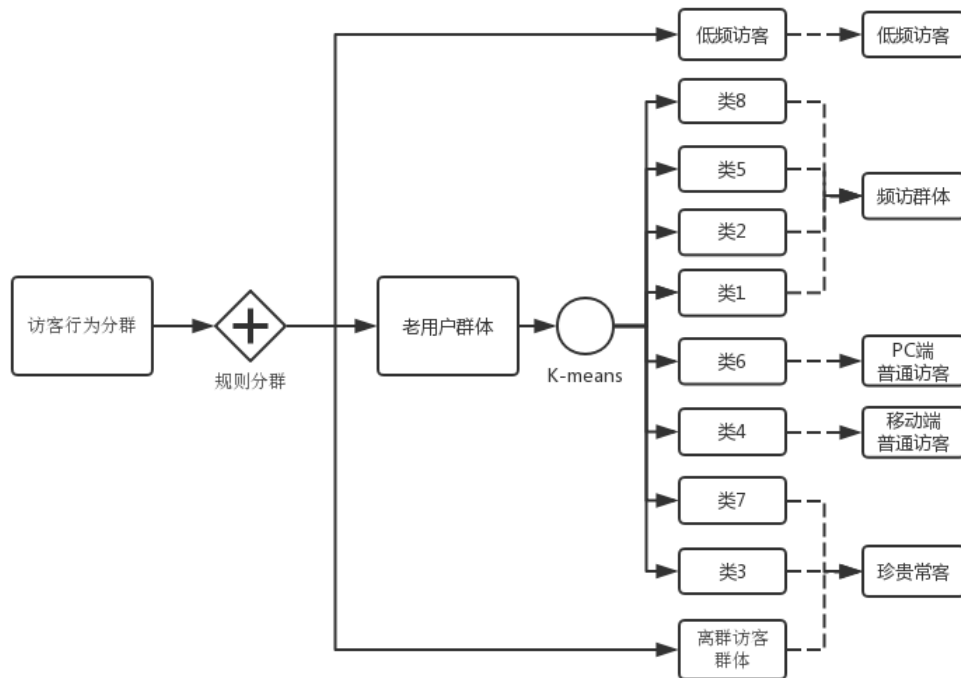 低频访客
低频访客
类8
类5
频访群体
类2
类1
访客行为分群
老用户群体
规则分群
K-means
类6
PC端
普通访客
类4
移动端
普通访客
类7
类3
珍贵常客
离群访客
群体